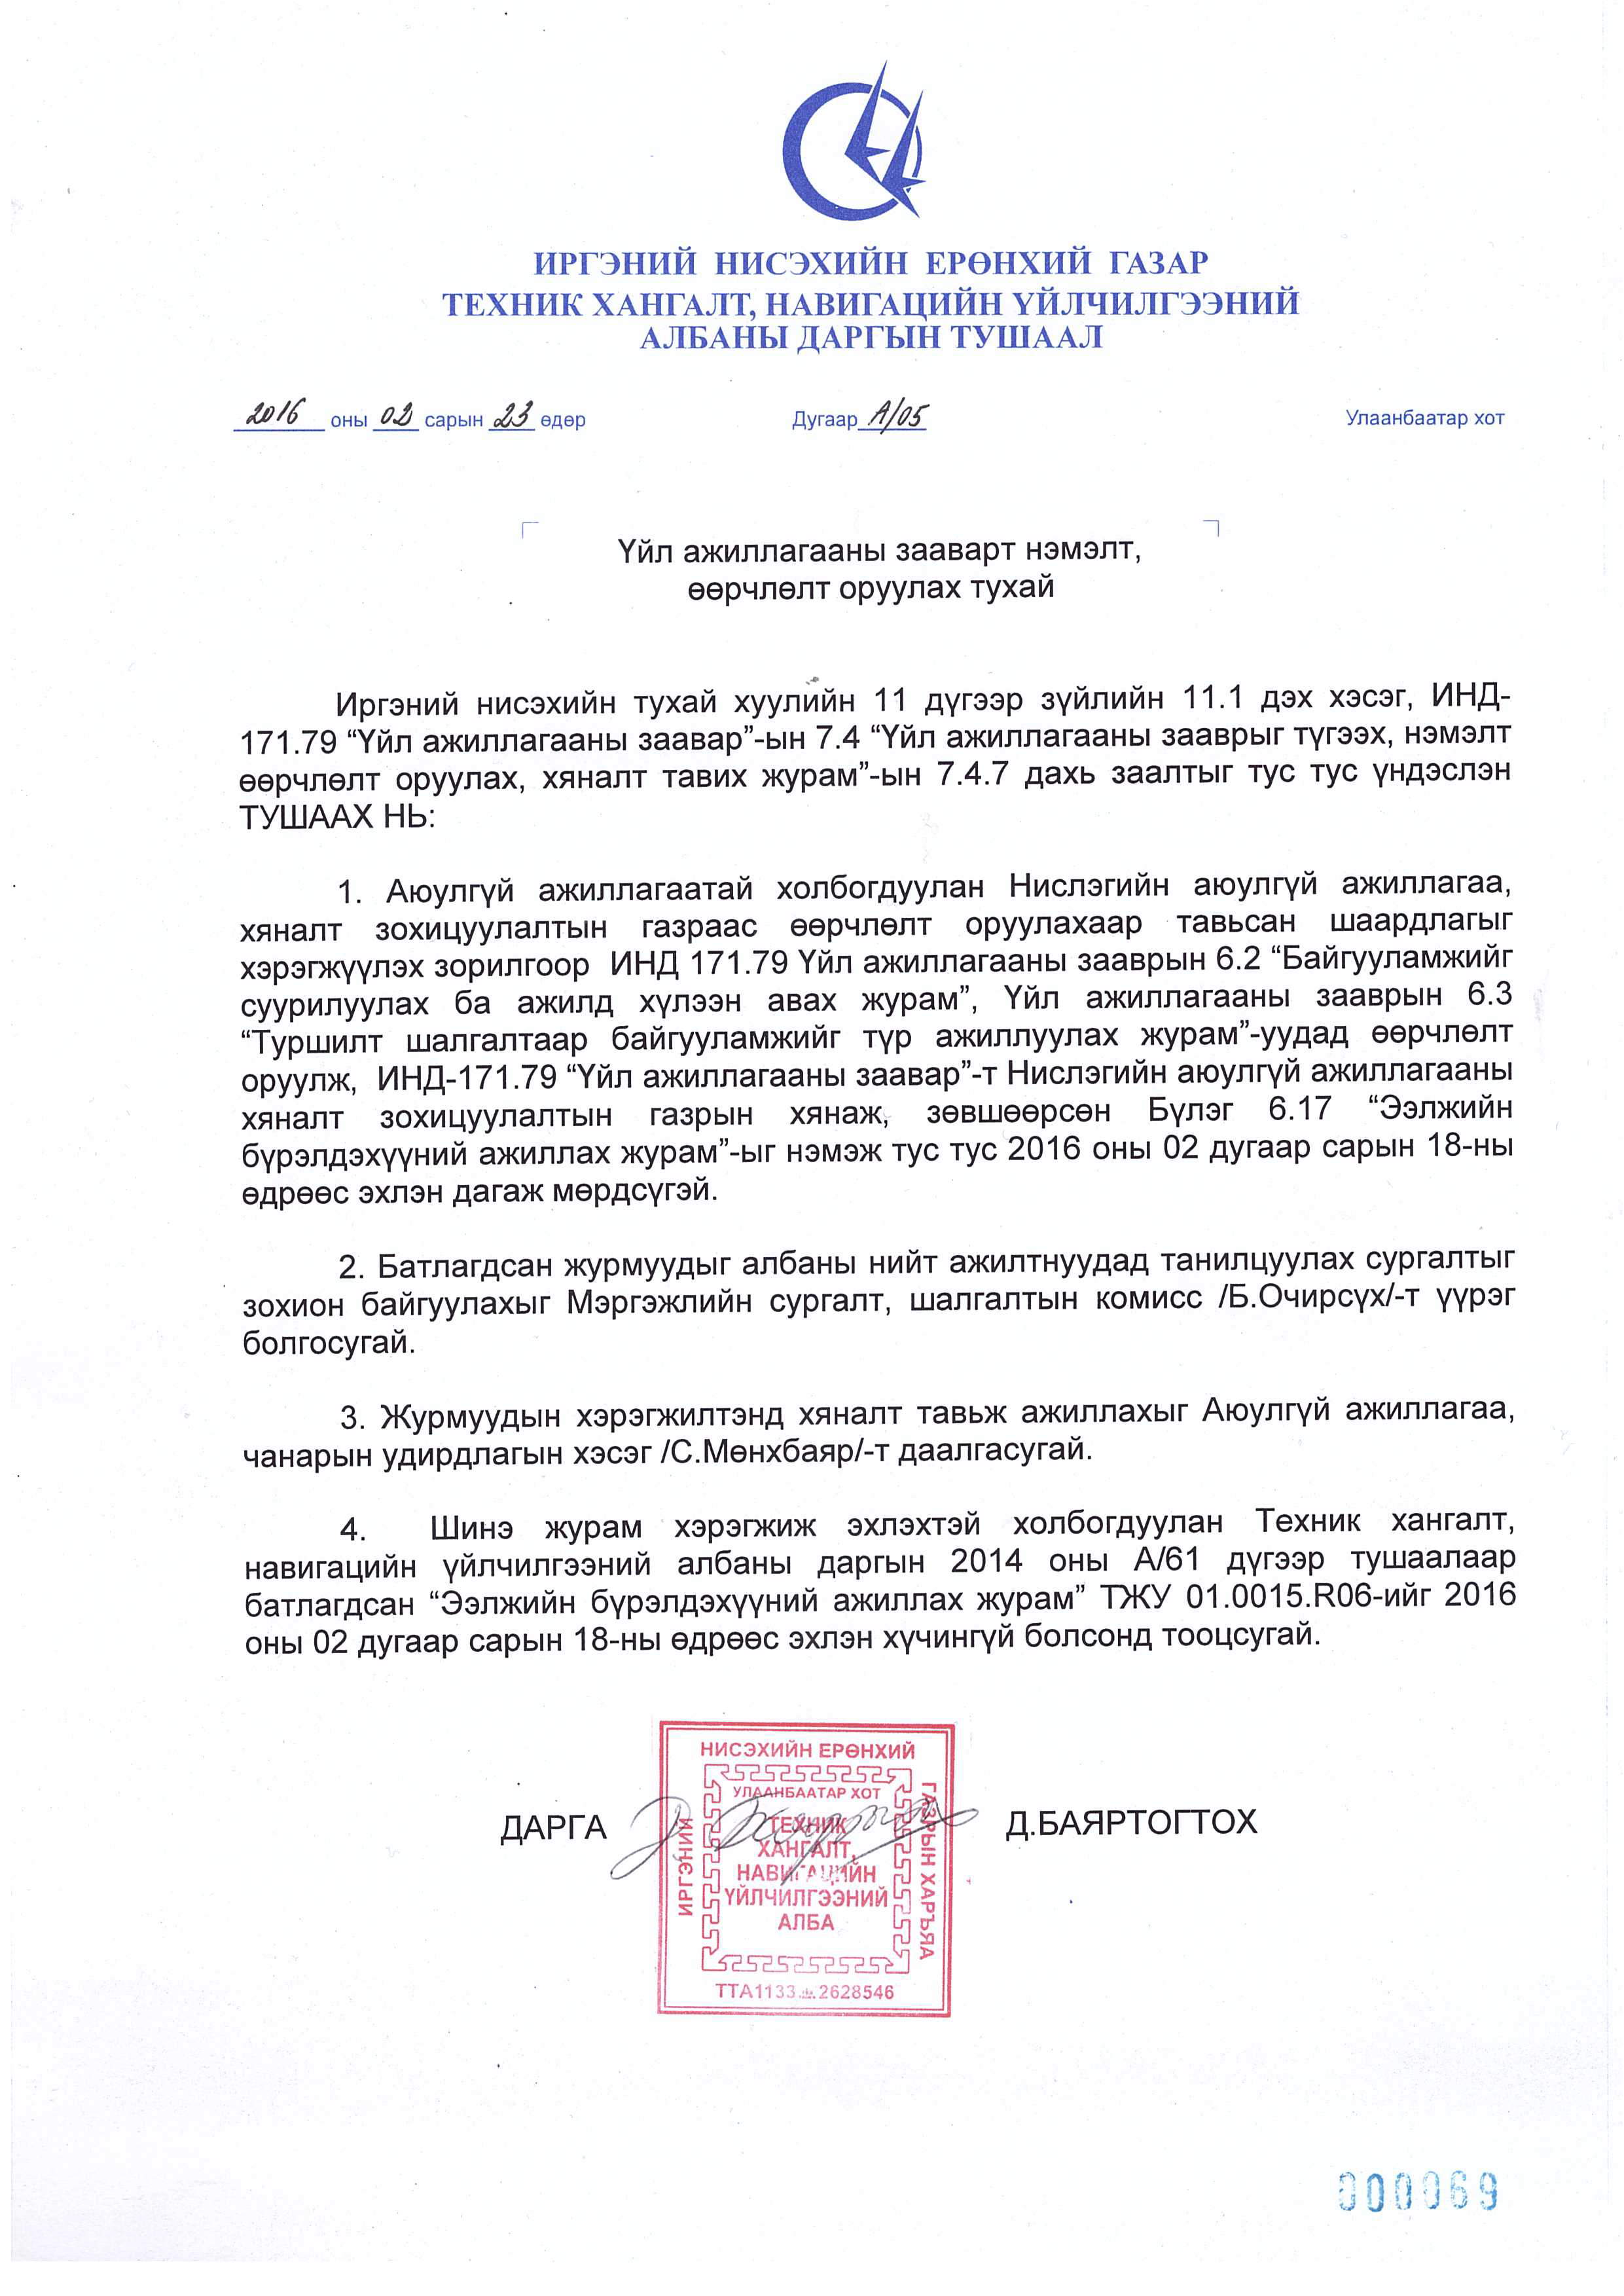 ИРГЭНИЙ НИСЭХИЙН ЕРӨНХИЙ ГАЗАР
ТЕХНИК ХАНГАЛТ, НАВИГАЦИЙН ҮЙЛЧИЛГЭЭНИЙ
АЛБАНЫ ДАРГЫН ТУШААЛ
2016 оны 02 сарын 23 өдөр Дугаар A/05 Улаанбаатар хот
Үйл ажиллагааны зааварт нэмэлт,
өөрчлөлт оруулах тухай
Иргэний нисэхийн тухай хуулийн 11 дүгээр зүйлийн 11.1 дэх хэсэг, ИНД-
171.79 “Үйл ажиллагааны заавар”-ын 7.4 “Үйл ажиллагааны зааврыг түгээх, нэмэлт
өөрчлөлт оруулах, хяналт тавих журам”-ын 7.4.7 дахь заалтыг тус тус үндэслэн
ТУШААХ НЬ:
1. Аюулгүй ажиллагаатай холбогдуулан Нислэгийн аюулгүй ажиллагаа,
хяналт зохицуулалтын газраас өөрчлөлт оруулахаар тавьсан шаардлагыг
хэрэгжүүлэх зорилгоор ИНД 171.79 Үйл ажиллагааны зааврын 6.2 “Байгууламжийг
суурилуулах ба ажилд хүлээн авах журам”, Үйл ажиллагааны зааврын 6.3
“Туршилт шалгалтаар байгууламжийг түр ажиллуулах журам”-уудад өөрчлөлт
оруулж, ИНД-171.79 “Үйл ажиллагааны заавар”-т Нислэгийн аюулгүй ажиллагааны
хяналт зохицуулалтын газрын хянаж, зөвшөөрсөн Бүлэг 6.17 “Ээлжийн
бүрэлдэхүүний ажиллах журам”-ыг нэмэж тус тус 2016 оны 02 дугаар сарын 18-ны
өдрөөс эхлэн дагаж мөрдсүгэй.
2. Батлагдсан журмуудыг албаны нийт ажилтнуудад танилцуулах сургалтыг
зохион байгуулахыг Мэргэжлийн сургалт, шалгалтын комисс /Б.Очирсүх/-т үүрэг
болгосугай.
3. Журмуудын хэрэгжилтэнд хяналт тавьж ажиллахыг Аюулгүй ажиллагаа,
чанарын удирдлагын хэсэг /С.Мөнхбаяр/-т даалгасугай.
4. Шинэ журам хэрэгжиж эхлэхтэй холбогдуулан Техник хангалт,
навигацийн үйлчилгээний албаны даргын 2014 оны А/61 дүгээр тушаалаар
батлагдсан “Ээлжийн бүрэлдэхүүний ажиллах журам” ТЖУ 01.0015.R06-ийг 2016
оны 02 дугаар сарын 18-ны өдрөөс эхлэн хүчингүй болсонд тооцсугай.
ДАРГА Д.БАЯРТОГТОХ
ИРГЭНИЙ
НИСЭХИЙН ЕРӨНХИЙ
ГАЗРЫН ХАРЪЯА
УЛААНБААТАР ХОТ
ТЕХНИК
ХАНГАЛТ,
НАВИГАЦИЙН
ҮЙЛЧИЛГЭЭНИЙ
АЛБА
ТТА1133 2628546
000069